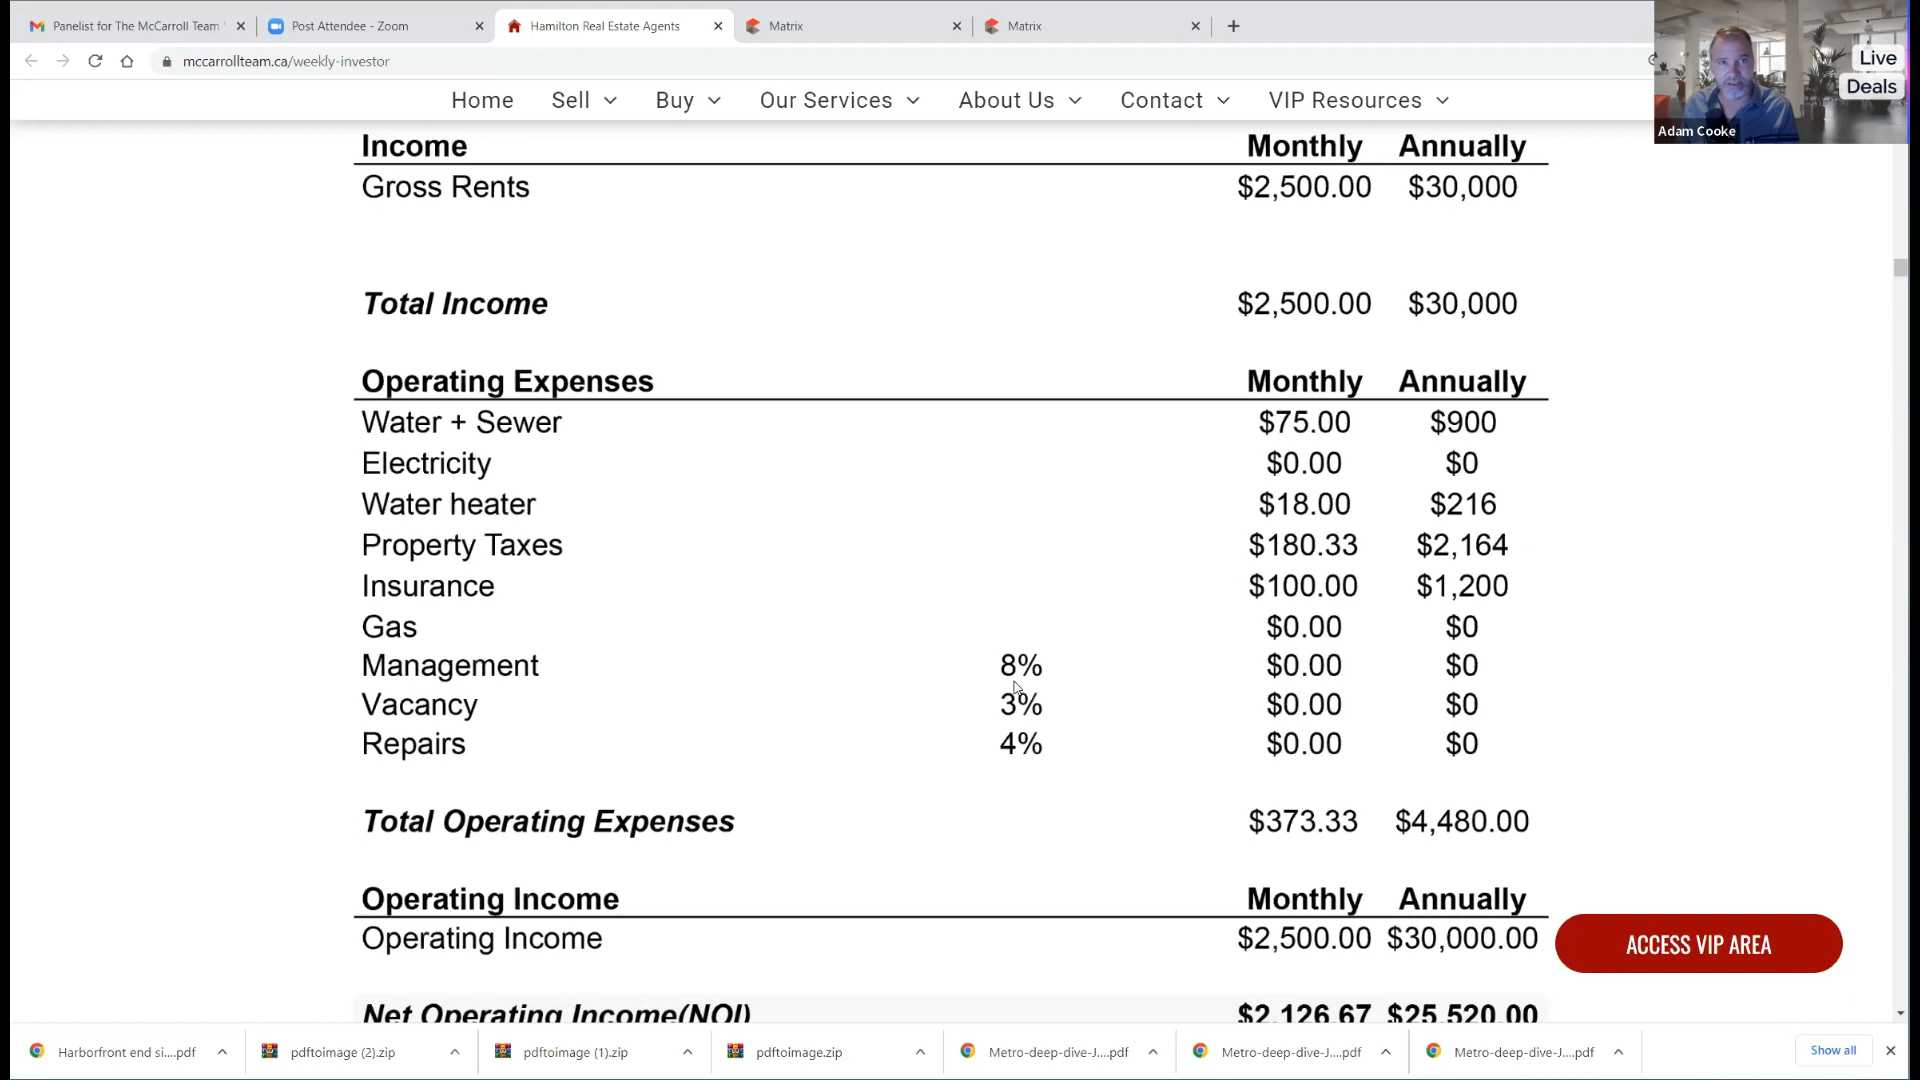 Panelist for The McCarroll Team
Post Attendee - Zoom
Hamilton Real Estate Agents
Matrix
Matrix
mccarrollteam.ca/weekly-investor
Live
Deals
Adam Cooke
Home Sell Buy Our Services About Us Contact VIP Resources
Income Monthly Annually
Gross Rents $2,500.00 $30,000
Total Income $2,500.00 $30,000
Operating Expenses Monthly Annually
Water + Sewer $75.00 $900
Electricity $0.00 $0
Water heater $18.00 $216
Property Taxes $180.33 $2,164
Insurance $100.00 $1,200
Gas $0.00 $0
Management 8% $0.00 $0
Vacancy 3% $0.00 $0
Repairs 4% $0.00 $0
Total Operating Expenses $373.33 $4,480.00
Operating Income Monthly Annually
Operating Income $2,500.00 $30,000.00
ACCESS VIP AREA
Net Operating Income(NOI) $2,126.67 $25,520.00
Harborfront end si....pdf pdftoimage (2).zip pdftoimage (1).zip pdftoimage.zip Metro-deep-dive-J....pdf Metro-deep-dive-J....pdf Metro-deep-dive-J....pdf Show all